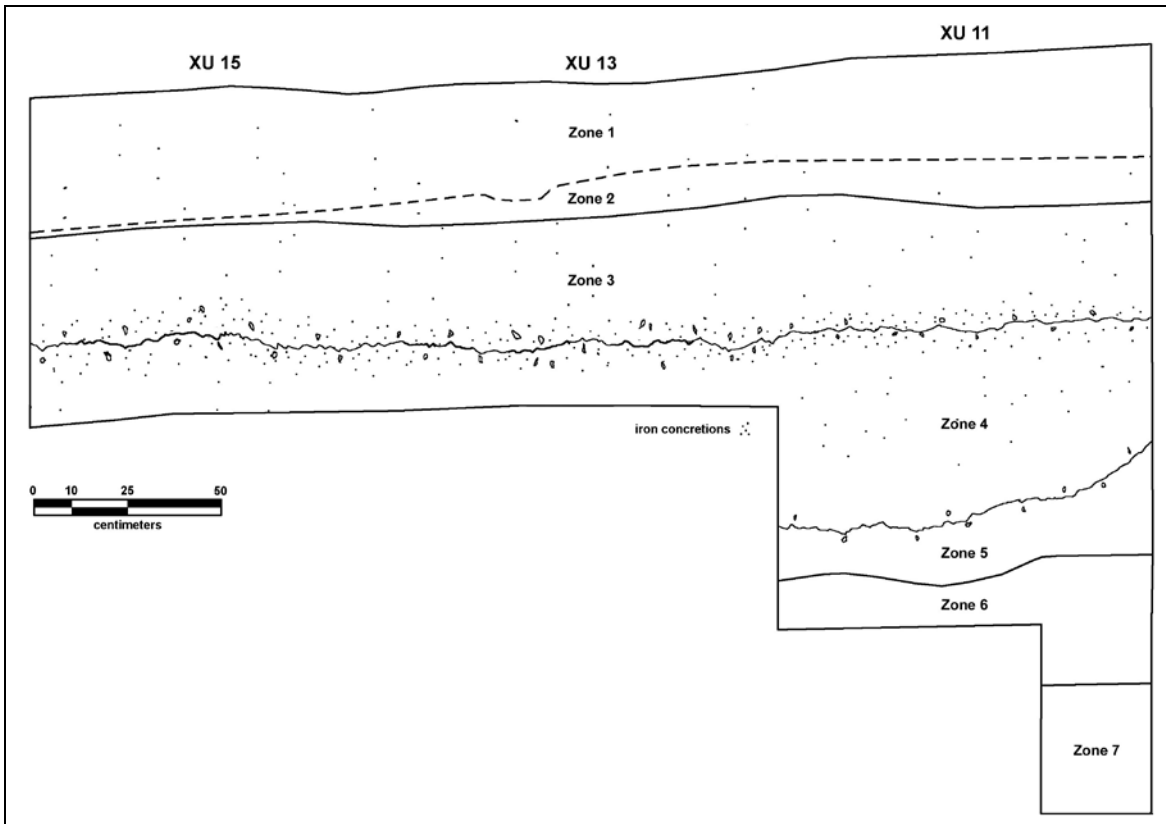 XU 15
XU 13
XU 11
Zone 1
Zone 2
Zone 3
Zone 4
iron concretions
0 10 25 50
centimeters
Zone 5
Zone 6
Zone 7